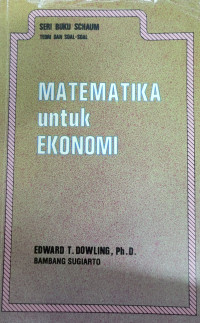 SERI BUKU SCHAUM
TEORI DAN SOAL-SOAL
MATEMATIKA
untuk
EKONOMI
EDWARD T. DOWLING, Ph.D.
BAMBANG SUGIARTO